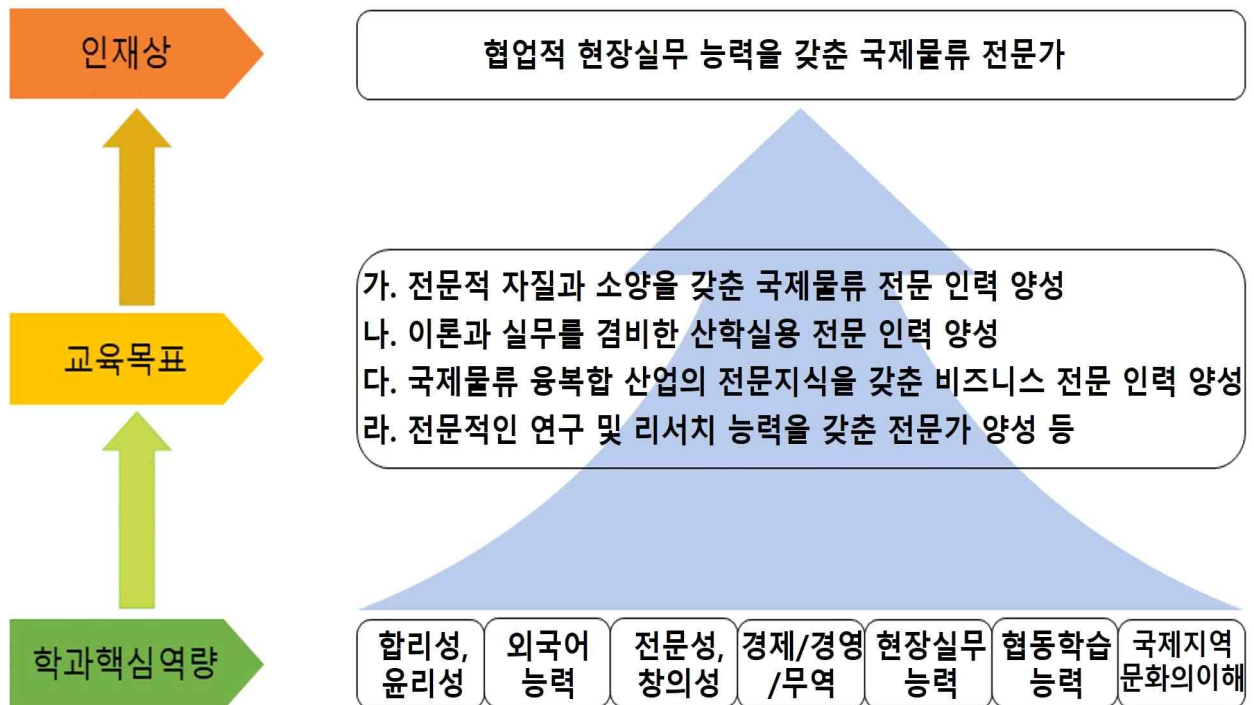 인재상
협업적 현장실무 능력을 갖춘 국제물류 전문가
교육목표
가. 전문적 자질과 소양을 갖춘 국제물류 전문 인력 양성
나. 이론과 실무를 겸비한 산학실용 전문 인력 양성
다. 국제물류 융복합 산업의 전문지식을 갖춘 비즈니스 전문 인력 양성
라. 전문적인 연구 및 리서치 능력을 갖춘 전문가 양성 등
학과핵심역량
합리성,
윤리성
외국어
능력
전문성,
창의성
경제/경영
/무역
현장실무
능력
협동학습
능력
국제지역
문화의이해